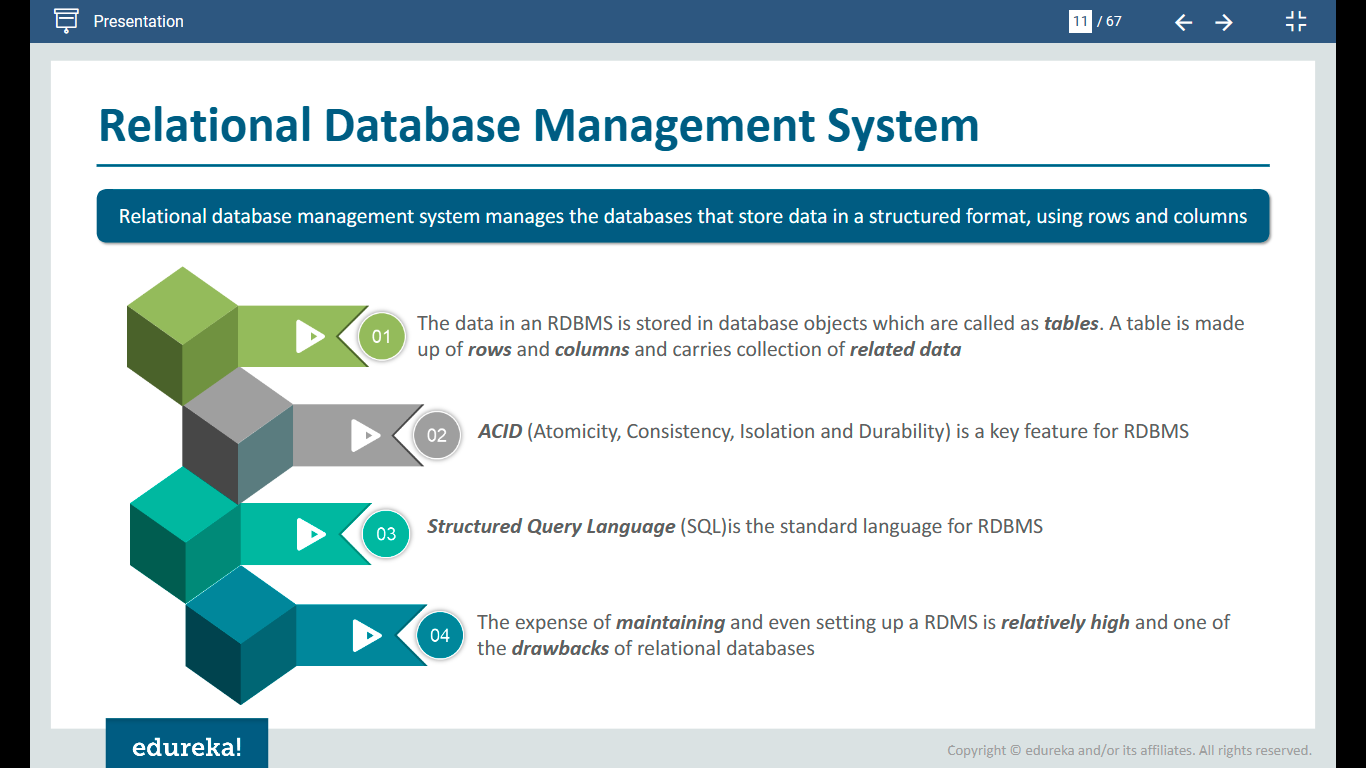 Presentation
11 / 67
Relational Database Management System
Relational database management system manages the databases that store data in a structured format, using rows and columns
01
The data in an RDBMS is stored in database objects which are called as tables. A table is made
up of rows and columns and carries collection of related data
02
ACID (Atomicity, Consistency, Isolation and Durability) is a key feature for RDBMS
03
Structured Query Language (SQL)is the standard language for RDBMS
04
The expense of maintaining and even setting up a RDMS is relatively high and one of
the drawbacks of relational databases
edureka!
Copyright © edureka and/or its affiliates. All rights reserved.